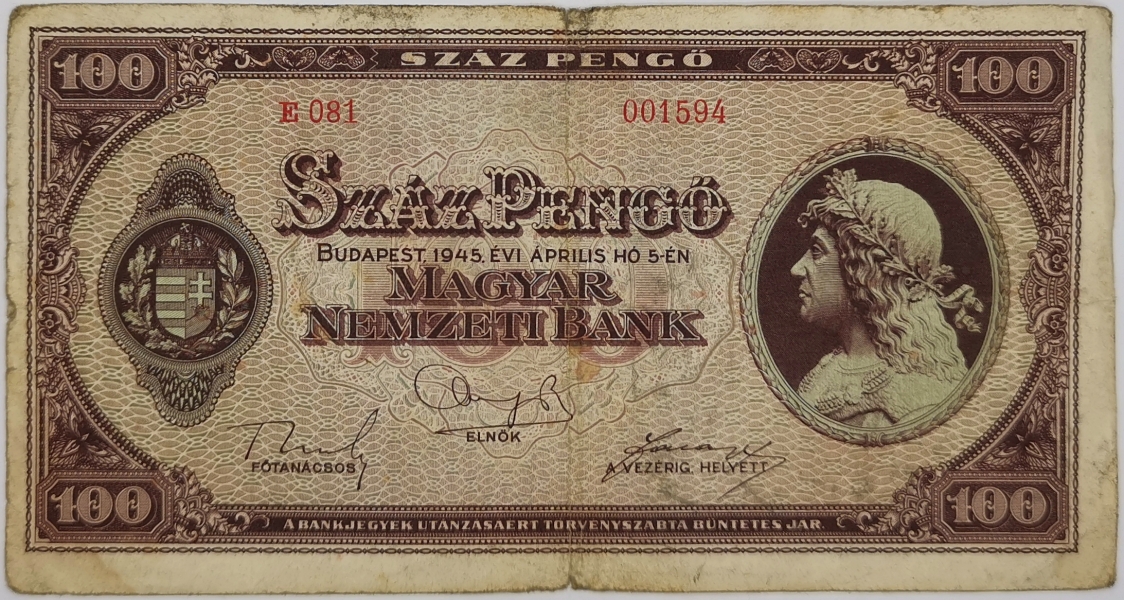 100 SZÁZ PENGŐ 100
E 081 001594
SZÁZ PENGŐ
BUDAPEST, 1945. ÉVI ÁPRILIS HÓ 5-ÉN
MAGYAR
NEMZETI BANK
ELNÖK
FŐTANÁCSOS
A VEZÉRIG. HELYETT
100 A BANKJEGYEK UTÁNZÁSÁÉRT TÖRVÉNYSZABTA BÜNTETÉS JÁR. 100